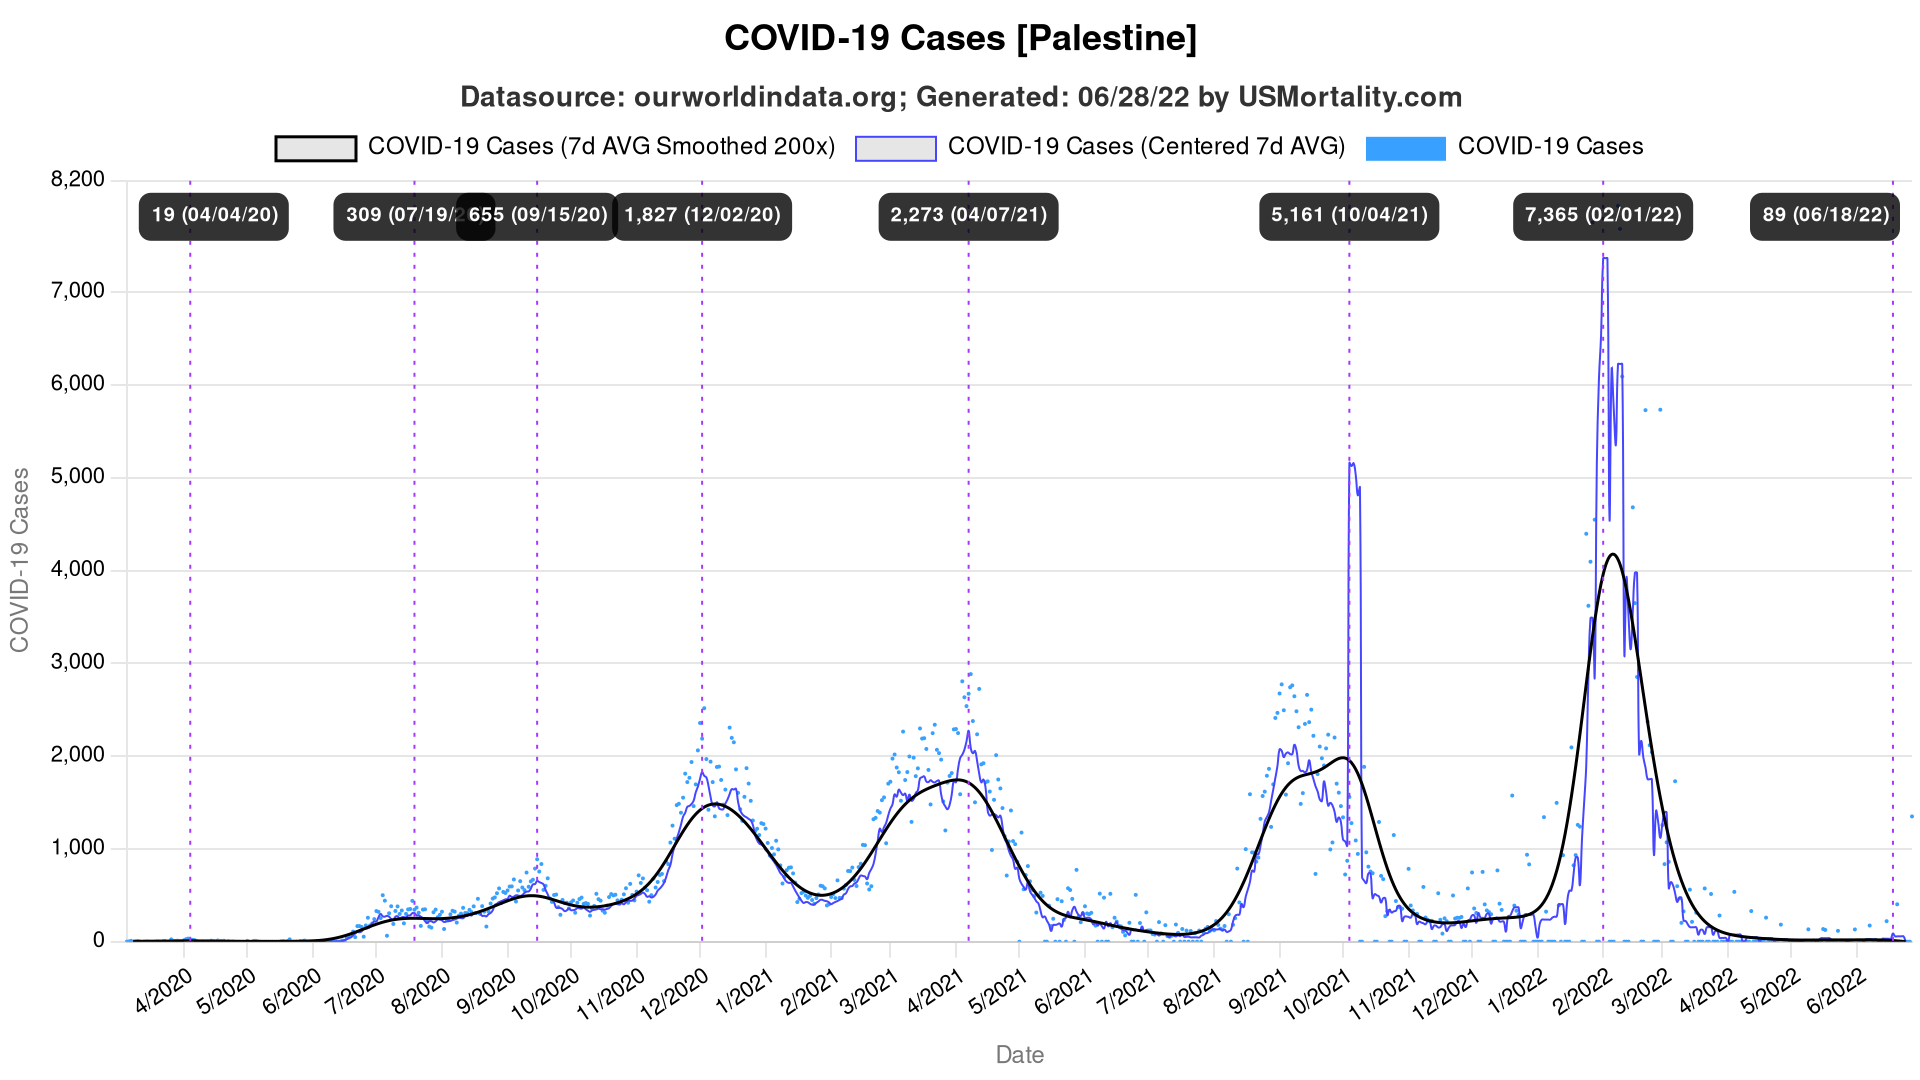 COVID-19 Cases [Palestine]
Datasource: ourworldindata.org; Generated: 06/28/22 by USMortality.com
COVID-19 Cases (7d AVG Smoothed 200x) COVID-19 Cases (Centered 7d AVG) COVID-19 Cases
19 (04/04/20) 309 (07/19/ 655 (09/15/20) 1,827 (12/02/20) 2,273 (04/07/21) 5,161 (10/04/21) 7,365 (02/01/22) 89 (06/18/22)
8,200
7,000
6,000
5,000
4,000
3,000
2,000
1,000
0
COVID-19 Cases
4/2020 5/2020 6/2020 7/2020 8/2020 9/2020 10/2020 11/2020 12/2020 1/2021 2/2021 3/2021 4/2021 5/2021 6/2021 7/2021 8/2021 9/2021 10/2021 11/2021 12/2021 1/2022 2/2022 3/2022 4/2022 5/2022 6/2022
Date